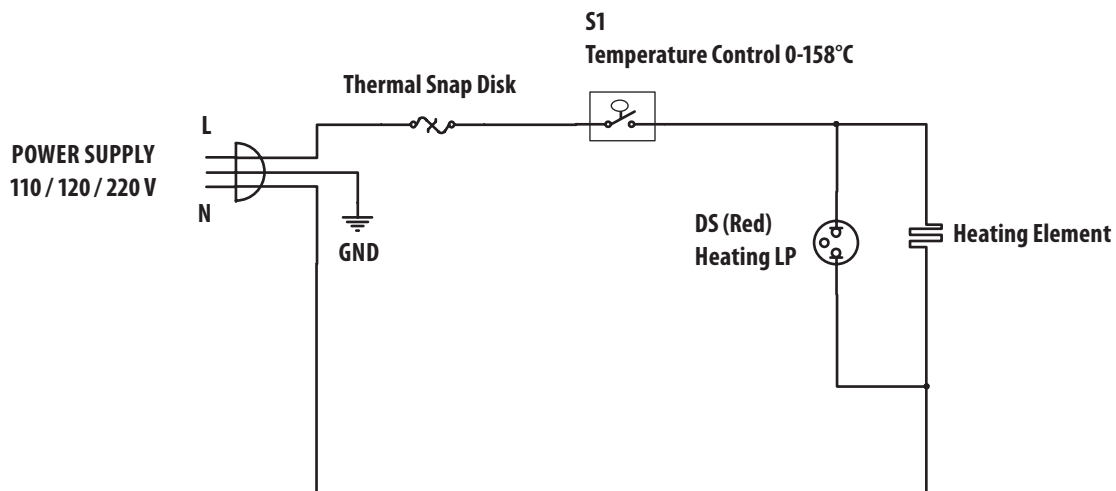 S1
Temperature Control 0-158°C
Thermal Snap Disk
L
POWER SUPPLY
110 / 120 / 220 V
N
GND
DS (Red)
Heating LP
Heating Element